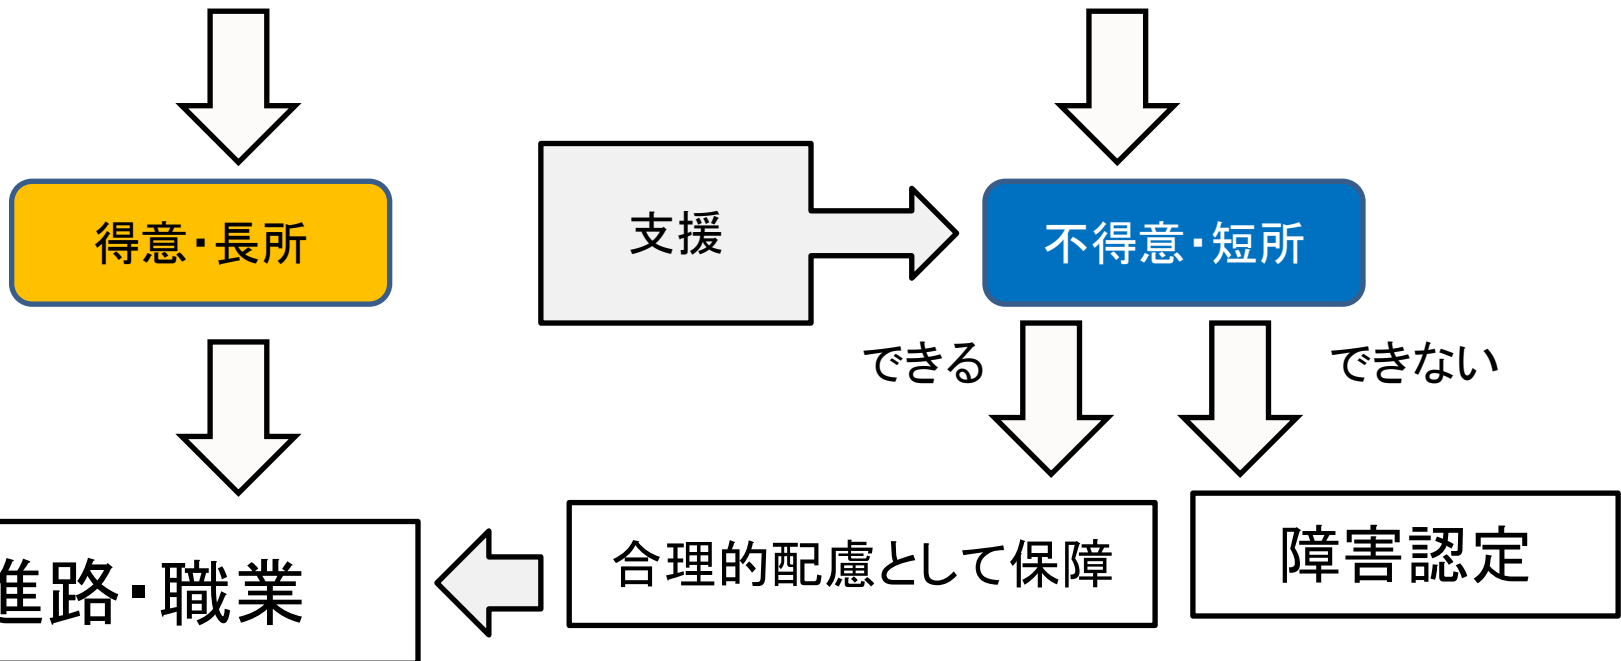 得意・長所
支援
不得意・短所
できる
できない
進路・職業
合理的配慮として保障
障害認定